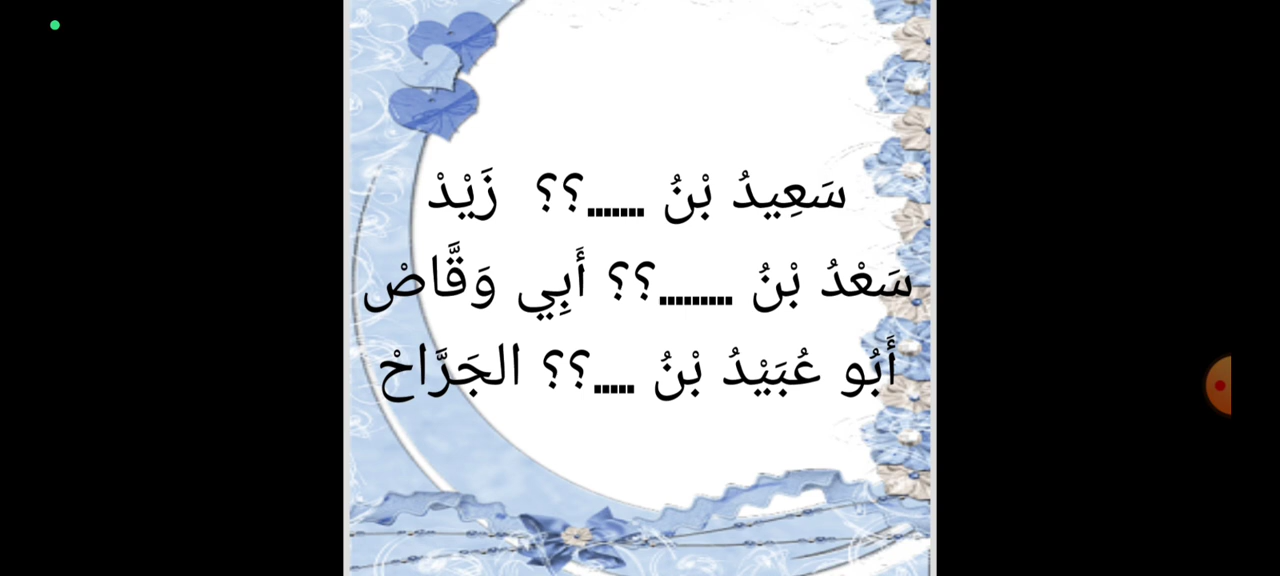 سَعِيدُ بْنُ .......؟؟ زَيْدْ
سَعْدُ بْنُ .........؟؟ أَبِي وَقَّاصْ
أَبُو عُبَيْدُ بْنُ .....؟؟ الجَرَّاحْ